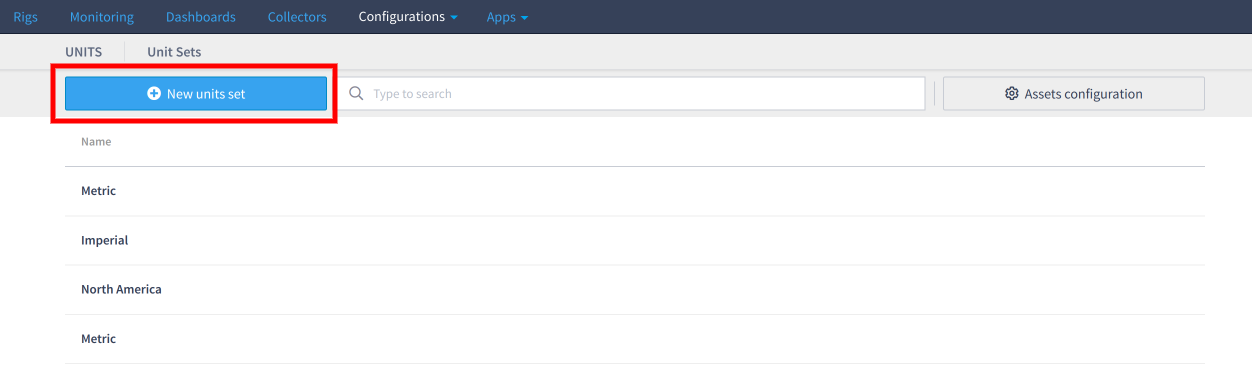 Rigs Monitoring Dashboards Collectors Configurations Apps
UNITS Unit Sets
New units set Type to search Assets configuration
Name
Metric
Imperial
North America
Metric